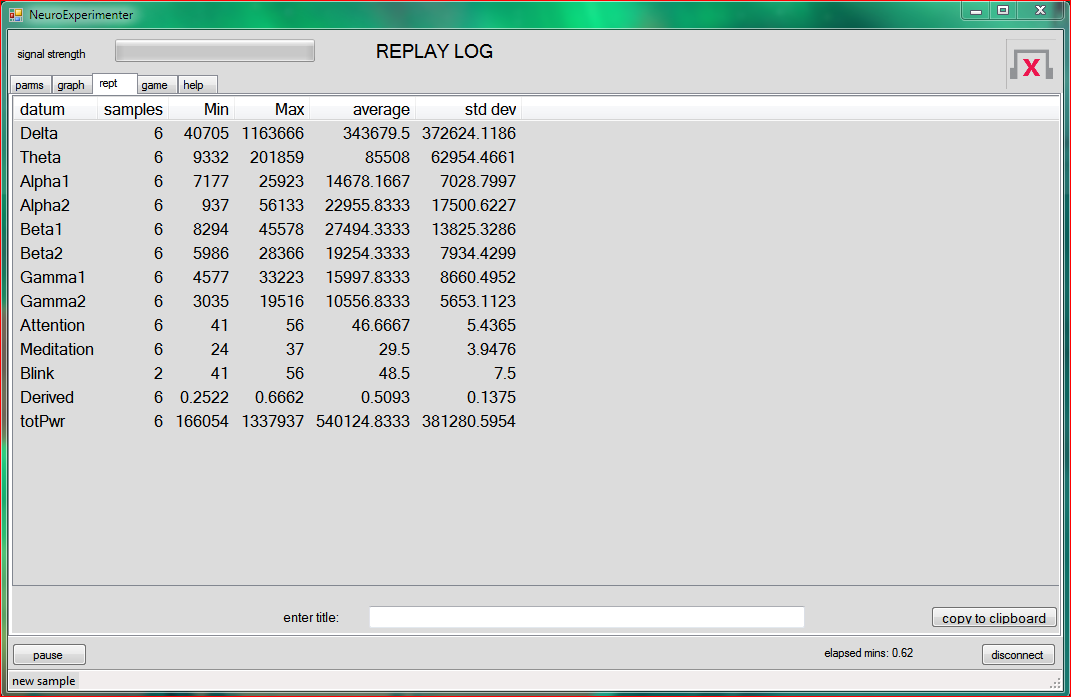 NeuroExperimenter
signal strength REPLAY LOG
X
parms graph rept game help
datum samples Min Max average std dev
Delta 6 40705 1163666 343679.5 372624.1186
Theta 6 9332 201859 85508 62954.4661
Alpha1 6 7177 25923 14678.1667 7028.7997
Alpha2 6 937 56133 22955.8333 17500.6227
Beta1 6 8294 45578 27494.3333 13825.3286
Beta2 6 5986 28366 19254.3333 7934.4299
Gamma1 6 4577 33223 15997.8333 8660.4952
Gamma2 6 3035 19516 10556.8333 5653.1123
Attention 6 41 56 46.6667 5.4365
Meditation 6 24 37 29.5 3.9476
Blink 2 41 56 48.5 7.5
Derived 6 0.2522 0.6662 0.5093 0.1375
totPwr 6 166054 1337937 540124.8333 381280.5954
enter title: copy to clipboard
pause elapsed mins: 0.62 disconnect
new sample